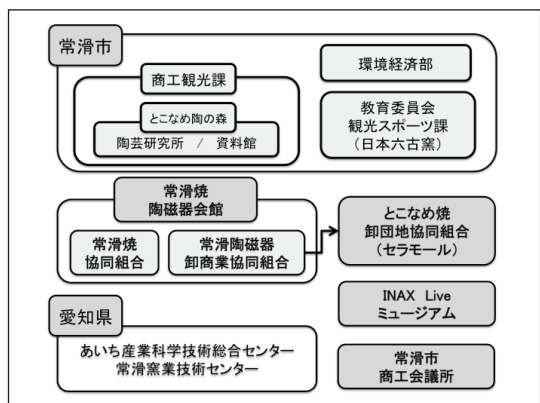 常滑市
商工観光課
とこなめ陶の森
陶芸研究所 / 資料館
環境経済部
教育委員会
観光スポーツ課
(日本六古窯)
常滑焼
陶磁器会館
常滑焼
協同組合
常滑陶磁器
卸商業協同組合
とこなめ焼
卸団地協同組合
(セラモール)
INAX Live
ミュージアム
愛知県
あいち産業科学技術総合センター
常滑窯業技術センター
常滑市
商工会議所